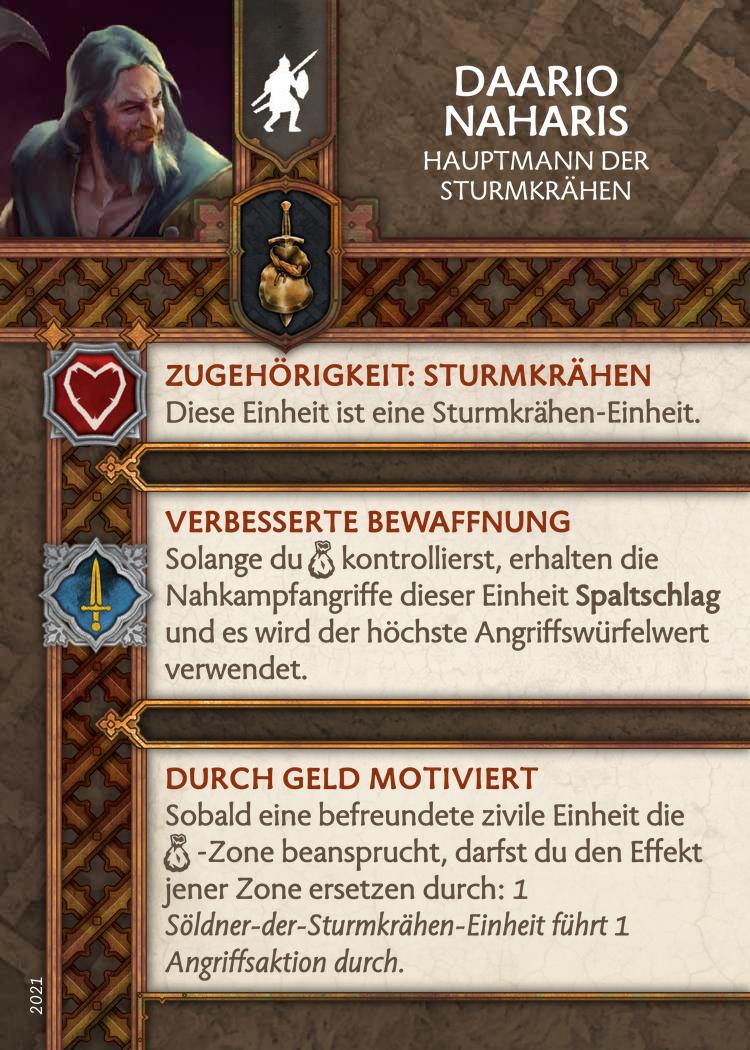 DAARIO
NAHARIS
HAUPTMANN DER
STURMKRÄHEN
ZUGEHÖRIGKEIT: STURMKRÄHEN
Diese Einheit ist eine Sturmkrähen-Einheit.
VERBESSERTE BEWAFFNUNG
Solange du kontrollierst, erhalten die
Nahkampfangriffe dieser Einheit Spaltschlag
und es wird der höchste Angriffswürfelwert
verwendet.
DURCH GELD MOTIVIERT
Sobald eine befreundete zivile Einheit die
-Zone beansprucht, darfst du den Effekt
jener Zone ersetzen durch: 1
Söldner-der-Sturmkrähen-Einheit führt 1
Angriffsaktion durch.
2021